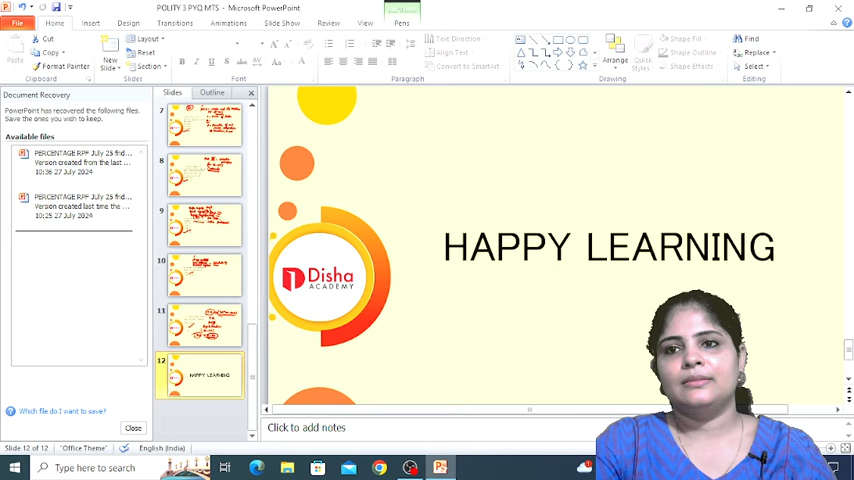 POLITY 3 PYQ MTS - Microsoft PowerPoint
File
Home
Insert
Design
Transitions
Animations
Slide Show
Review
View
Pens
Cut
Copy
Format Painter
Paste
Clipboard
New
Slide
Layout
Reset
Section
Slides
Font
Paragraph
Text Direction
Align Text
Convert to SmartArt
Arrange
Quick
Styles
Shape Fill
Shape Outline
Shape Effects
Drawing
Find
Replace
Select
Editing
Document Recovery
PowerPoint has recovered the following files.
Save the ones you wish to keep.
Available files
PERCENTAGE RPF July 25 frid...
Version created from the last ...
10:36 27 July 2024
PERCENTAGE RPF July 25 frid...
Version created last time the ...
10:25 27 July 2024
Which file do I want to save?
Close
Slides
Outline
7
8
9
10
11
12
HAPPY LEARNING
Disha
ACADEMY
HAPPY LEARNING
Click to add notes
Slide 12 of 12
"Office Theme"
English (India)
Type here to search